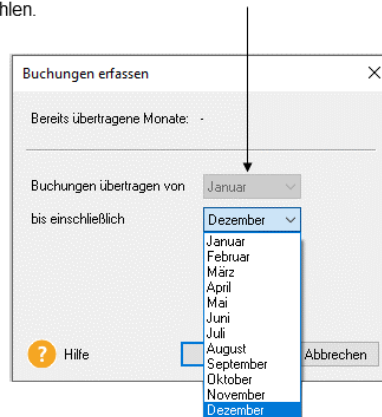 hlen.
Buchungen erfassen
Bereits übertragene Monate: -
Buchungen übertragen von Januar
bis einschließlich Dezember
Januar
Februar
März
April
Mai
Juni
Juli
August
September
Oktober
November
Dezember
? Hilfe
Abbrechen